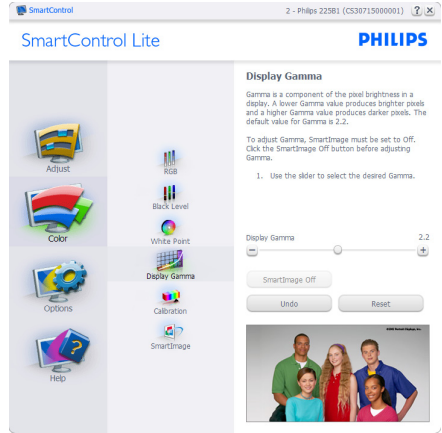 SmartControl
2 - Philips 225B1 (CS30715000001)
? X
SmartControl Lite
PHILIPS
Adjust
Color
Options
Help
RGB
Black Level
White Point
Display Gamma
Calibration
SmartImage
Display Gamma
Gamma is a component of the pixel brightness in a
display. A lower Gamma value produces brighter pixels
and a higher Gamma value produces darker pixels. The
default value for Gamma is 2.2.
To adjust Gamma, SmartImage must be set to Off.
Click the SmartImage Off button before adjusting
Gamma.
1. Use the slider to select the desired Gamma.
Display Gamma 2.2
SmartImage Off
Undo Reset